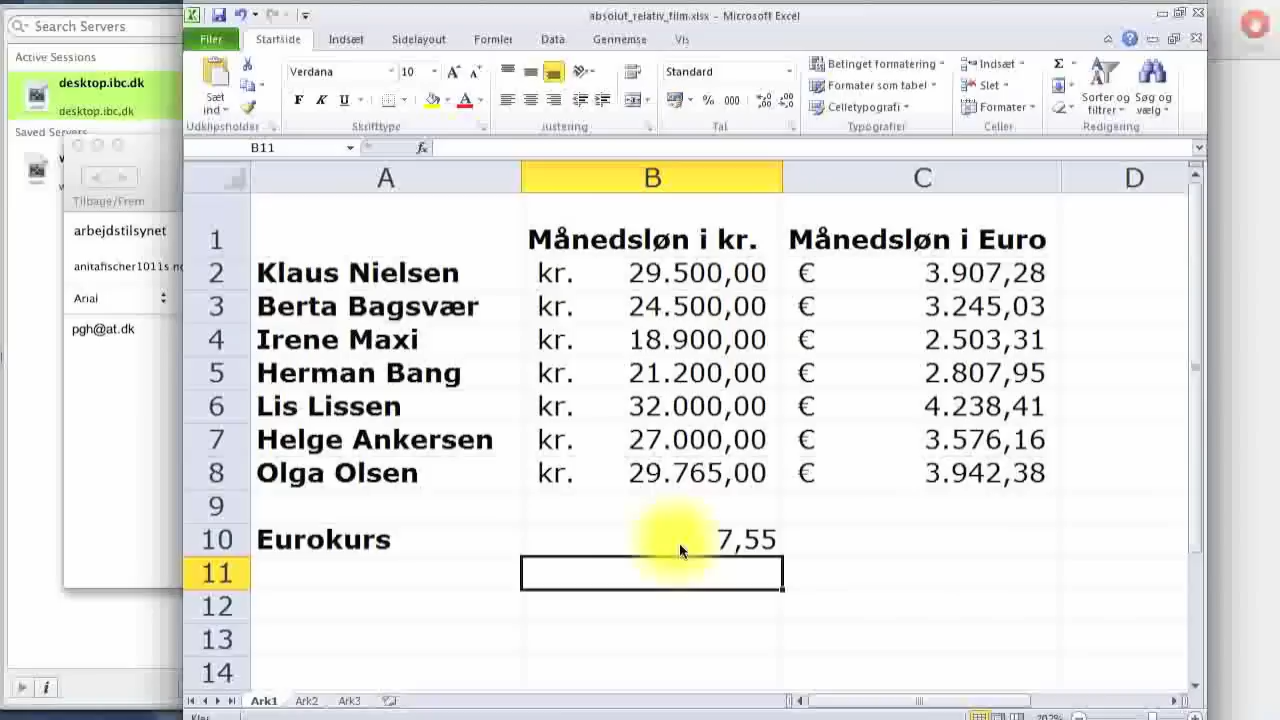 absolut_relativ_film.xlsx - Microsoft Excel
Search Servers
Active Sessions
desktop.ibc.dk
desktop.ibc.dk
Saved Servers
Tilbage/Frem
arbejdstilsynet
anitafischer1011s
Arial
pgh@at.dk
Filer Startside Indsæt Sidelayout Formler Data Gennemse Vis
Sæt ind
Verdana 10
F K U
Standard
% 000
Betinget formatering
Formater som tabel
Celletypografi
Indsæt
Slet
Formater
Σ
Sorter og filtrer
Søg og vælg
Udklipsholder Skrifttype Justering Tal Typografier Celler Redigering
B11 fx
A B C D
1 Månedsløn i kr. Månedsløn i Euro
2 Klaus Nielsen kr. 29.500,00 € 3.907,28
3 Berta Bagsvær kr. 24.500,00 € 3.245,03
4 Irene Maxi kr. 18.900,00 € 2.503,31
5 Herman Bang kr. 21.200,00 € 2.807,95
6 Lis Lissen kr. 32.000,00 € 4.238,41
7 Helge Ankersen kr. 27.000,00 € 3.576,16
8 Olga Olsen kr. 29.765,00 € 3.942,38
9
10 Eurokurs 7,55
11
12
13
14
Ark1 Ark2 Ark3